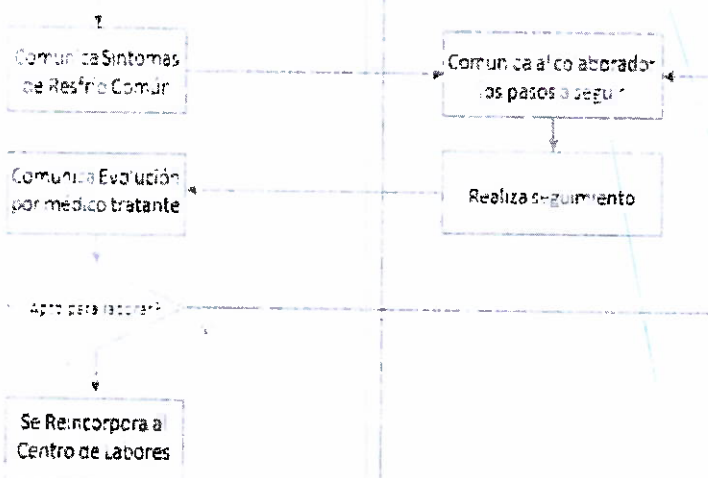 Comunica Síntomas
de Resfrío Común
Comunica al colaborador
los pasos a seguir
Comunica Evolución
por médico tratante
Realiza seguimiento
Apto para laborar?
Se Reincorpora al
Centro de Labores